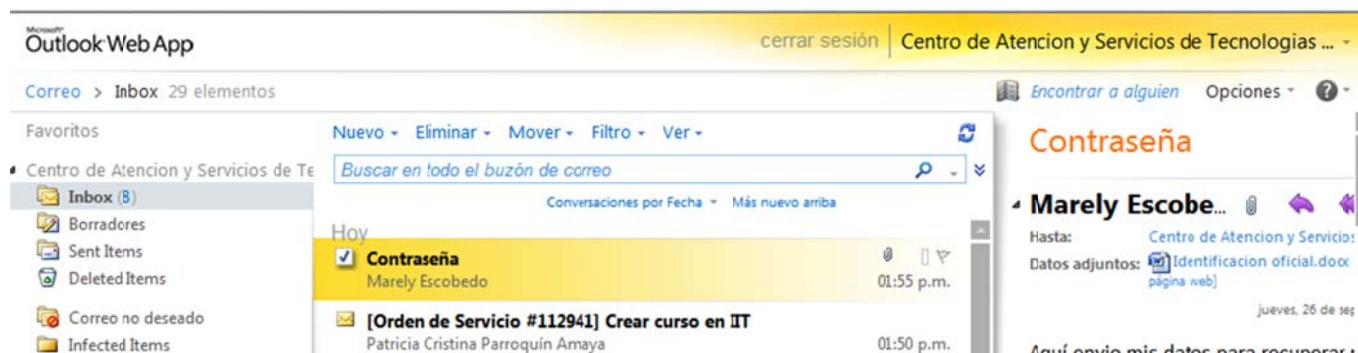 Microsoft®
Outlook Web App
cerrar sesión
Centro de Atencion y Servicios de Tecnologias ...
Correo > Inbox 29 elementos
Encontrar a alguien
Opciones
Favoritos
Centro de Atencion y Servicios de Te
Inbox (8)
Borradores
Sent Items
Deleted Items
Correo no deseado
Infected Items
Nuevo Eliminar Mover Filtro Ver
Buscar en todo el buzón de correo
Conversaciones por Fecha Más nuevo arriba
Hoy
Contraseña
Marely Escobedo 01:55 p.m.
[Orden de Servicio #112941] Crear curso en IIT
Patricia Cristina Parroquín Amaya 01:50 p.m.
Contraseña
Marely Escobe...
Hasta: Centro de Atencion y Servicios
Datos adjuntos: Identificacion oficial.docx
página web]
jueves, 26 de sep
Aquí envio mis datos para recuperar